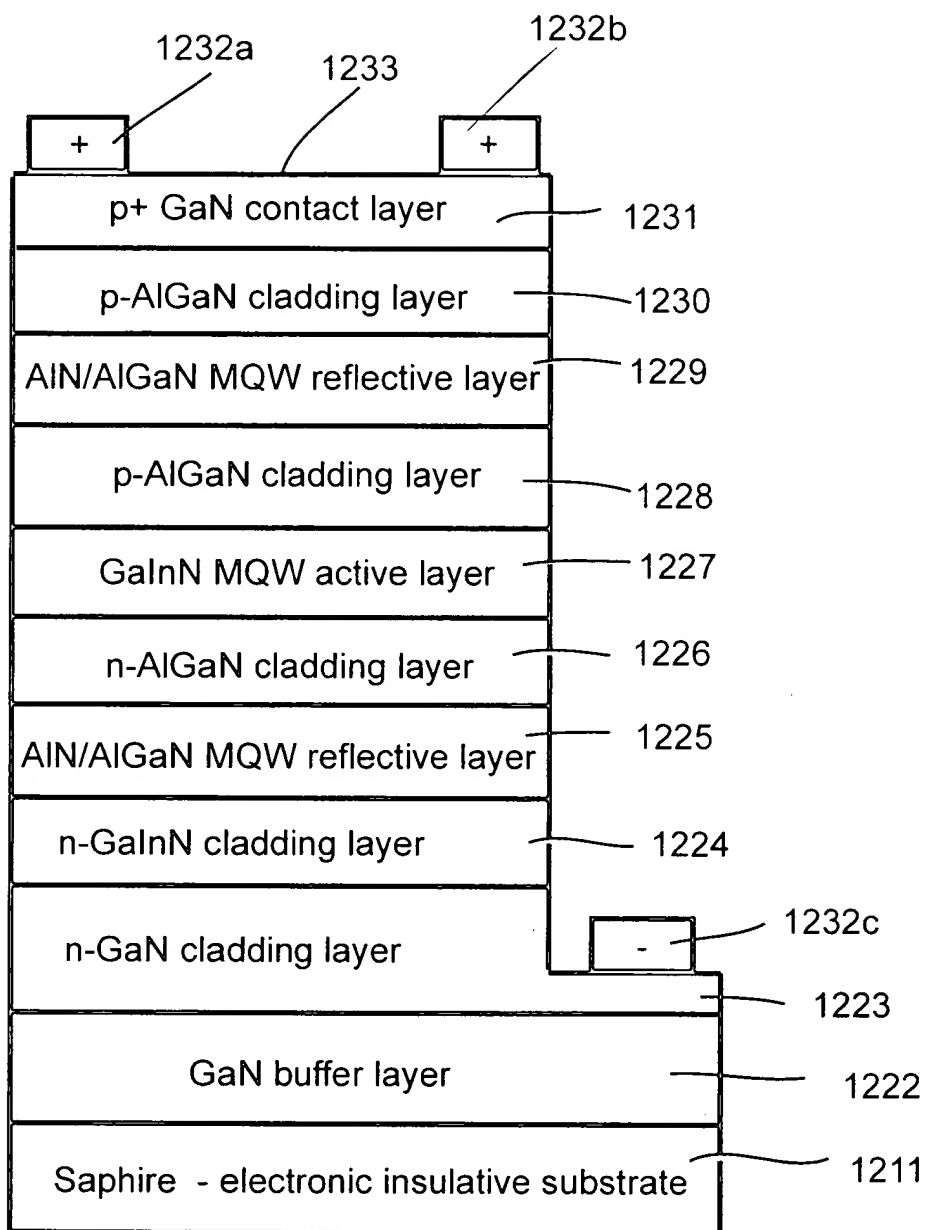 1232a
1232b
1233
+
+
p+ GaN contact layer
1231
p-AlGaN cladding layer
1230
AlN/AlGaN MQW reflective layer
1229
p-AlGaN cladding layer
1228
GaInN MQW active layer
1227
n-AlGaN cladding layer
1226
AlN/AlGaN MQW reflective layer
1225
n-GaInN cladding layer
1224
n-GaN cladding layer
-
1232c
1223
GaN buffer layer
1222
Saphire - electronic insulative substrate
1211